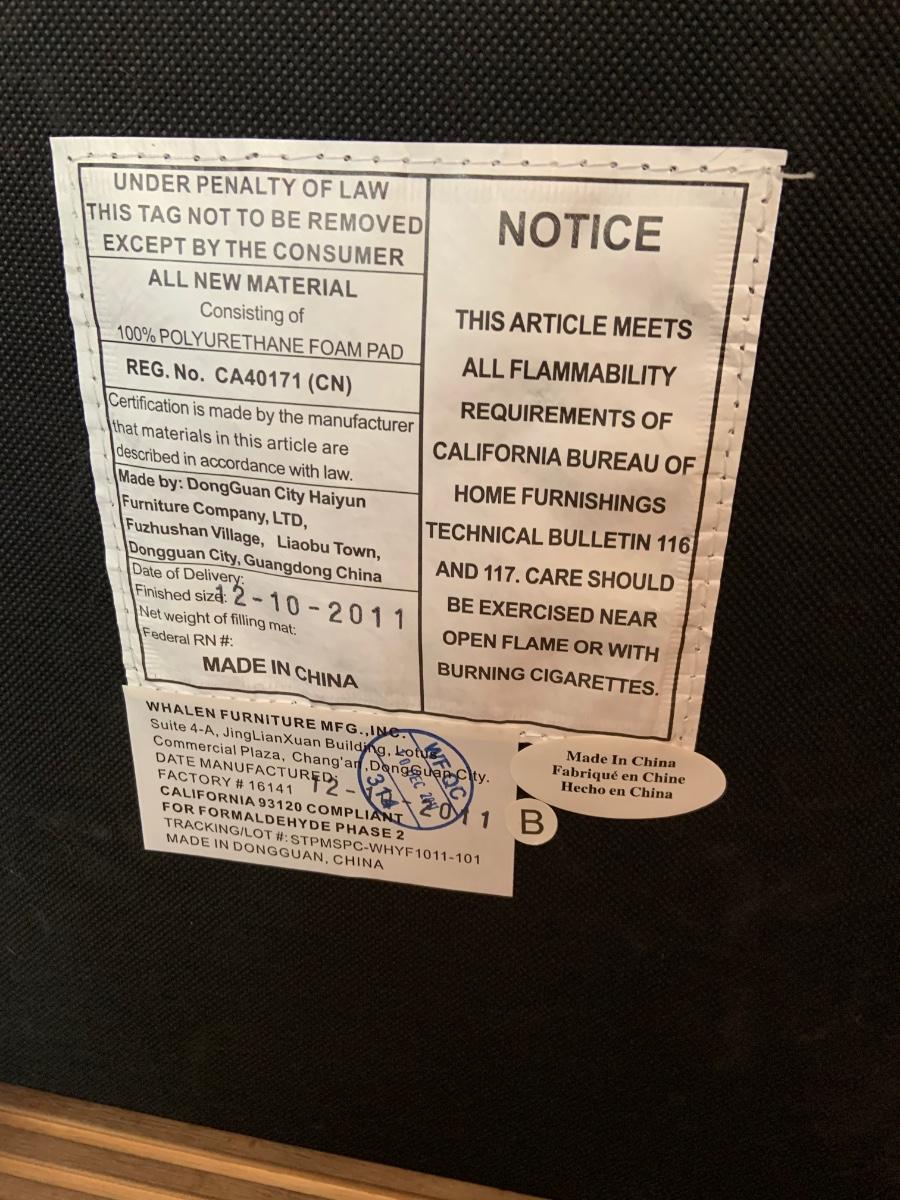 UNDER PENALTY OF LAW
THIS TAG NOT TO BE REMOVED
EXCEPT BY THE CONSUMER
ALL NEW MATERIAL
Consisting of
100% POLYURETHANE FOAM PAD
REG. No. CA40171 (CN)
Certification is made by the manufacturer
that materials in this article are
described in accordance with law.
Made by: DongGuan City Haiyun
Furniture Company, LTD,
Fuzhushan Village, Liaobu Town,
Dongguan City, Guangdong China
Date of Delivery:
Finished size: 12-10-2011
Net weight of filling mat:
Federal RN #:
MADE IN CHINA
NOTICE
THIS ARTICLE MEETS
ALL FLAMMABILITY
REQUIREMENTS OF
CALIFORNIA BUREAU OF
HOME FURNISHINGS
TECHNICAL BULLETIN 116
AND 117. CARE SHOULD
BE EXERCISED NEAR
OPEN FLAME OR WITH
BURNING CIGARETTES.
WHALEN FURNITURE MFG.,INC.
Suite 4-A, JingLianXuan Building, Lotus
Commercial Plaza, Chang'an,DongGuan City.
DATE MANUFACTURED:
FACTORY # 16141 12- 2011
CALIFORNIA 93120 COMPLIANT
FOR FORMALDEHYDE PHASE 2
TRACKING/LOT #: STPMSPC-WHYF1011-101
MADE IN DONGGUAN, CHINA
WFQC
314
Made In China
Fabriqué en Chine
Hecho en China
B